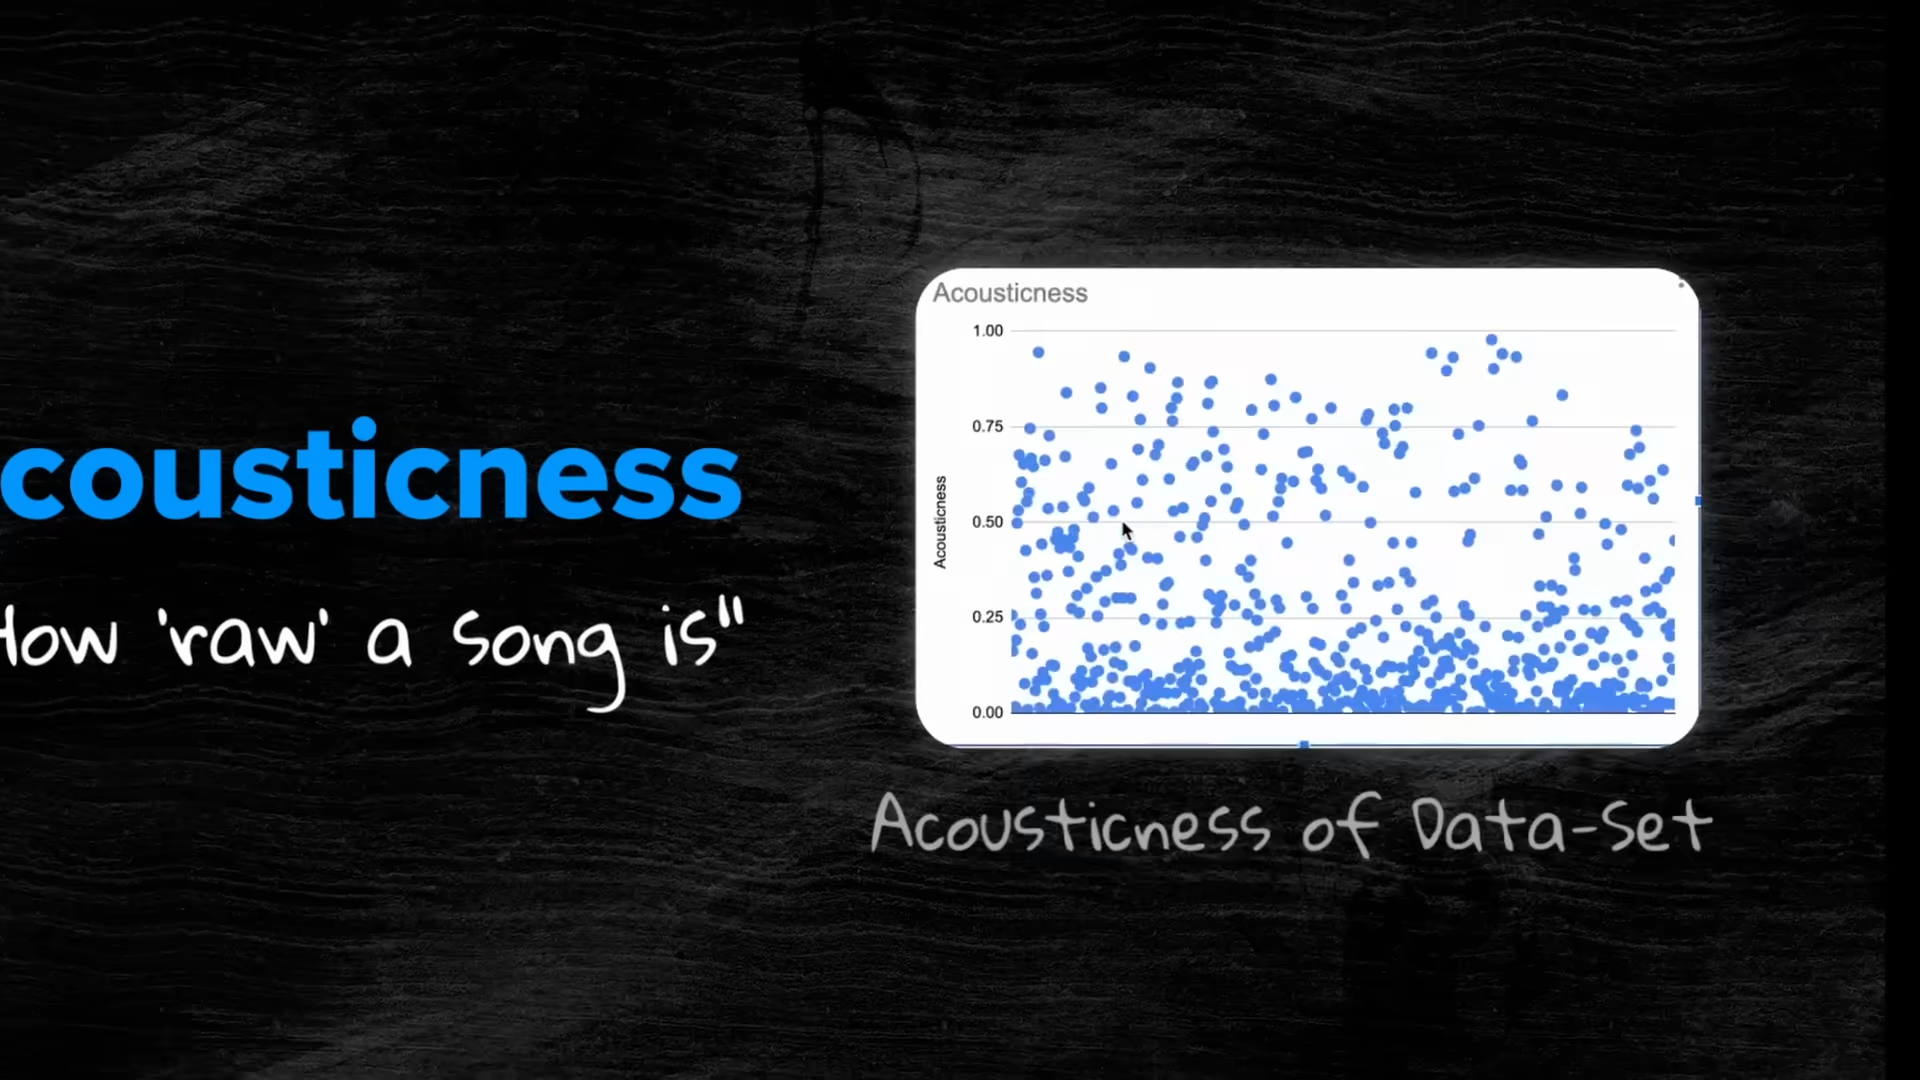 cousticness
How 'raw' a song is"
Acousticness
1.00
0.75
0.50
0.25
0.00
Acousticness
Acousticness of Data-Set